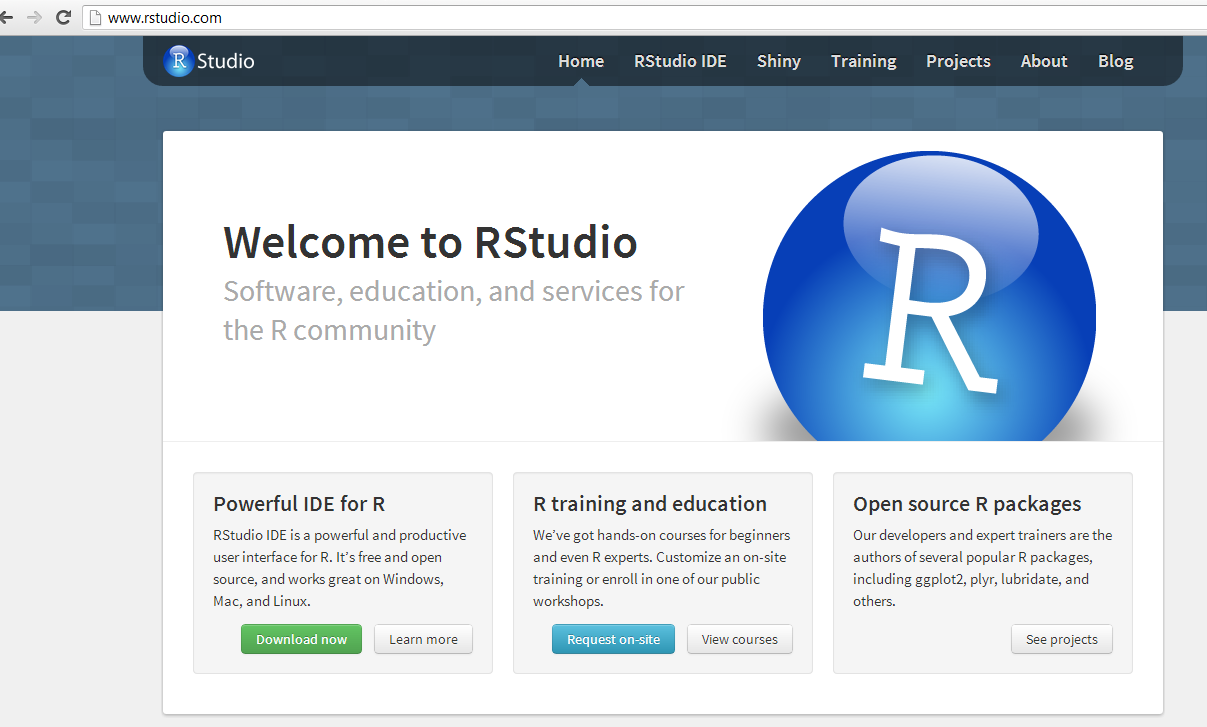 www.rstudio.com
R Studio
Home RStudio IDE Shiny Training Projects About Blog
Welcome to RStudio
Software, education, and services for
the R community
R
Powerful IDE for R
RStudio IDE is a powerful and productive
user interface for R. It’s free and open
source, and works great on Windows,
Mac, and Linux.
Download now Learn more
R training and education
We’ve got hands-on courses for beginners
and even R experts. Customize an on-site
training or enroll in one of our public
workshops.
Request on-site View courses
Open source R packages
Our developers and expert trainers are the
authors of several popular R packages,
including ggplot2, plyr, lubridate, and
others.
See projects